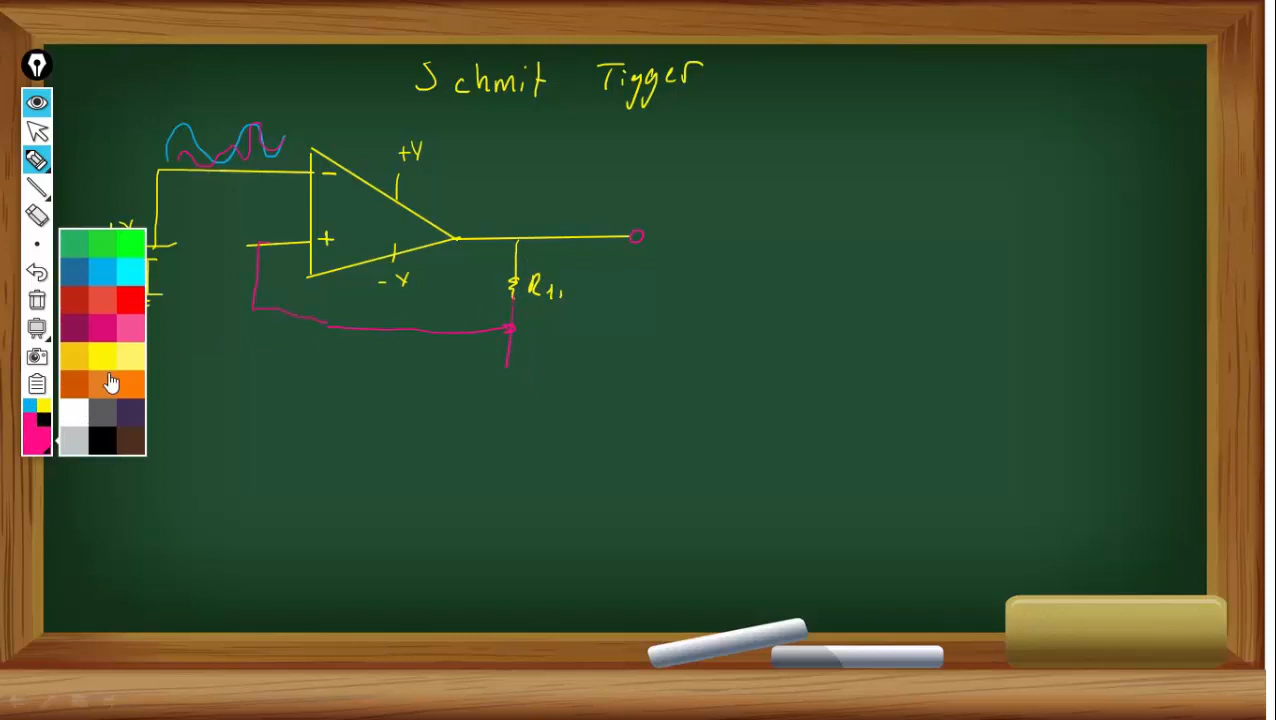 Schmit Tigger
+V
-
+
-V
R1